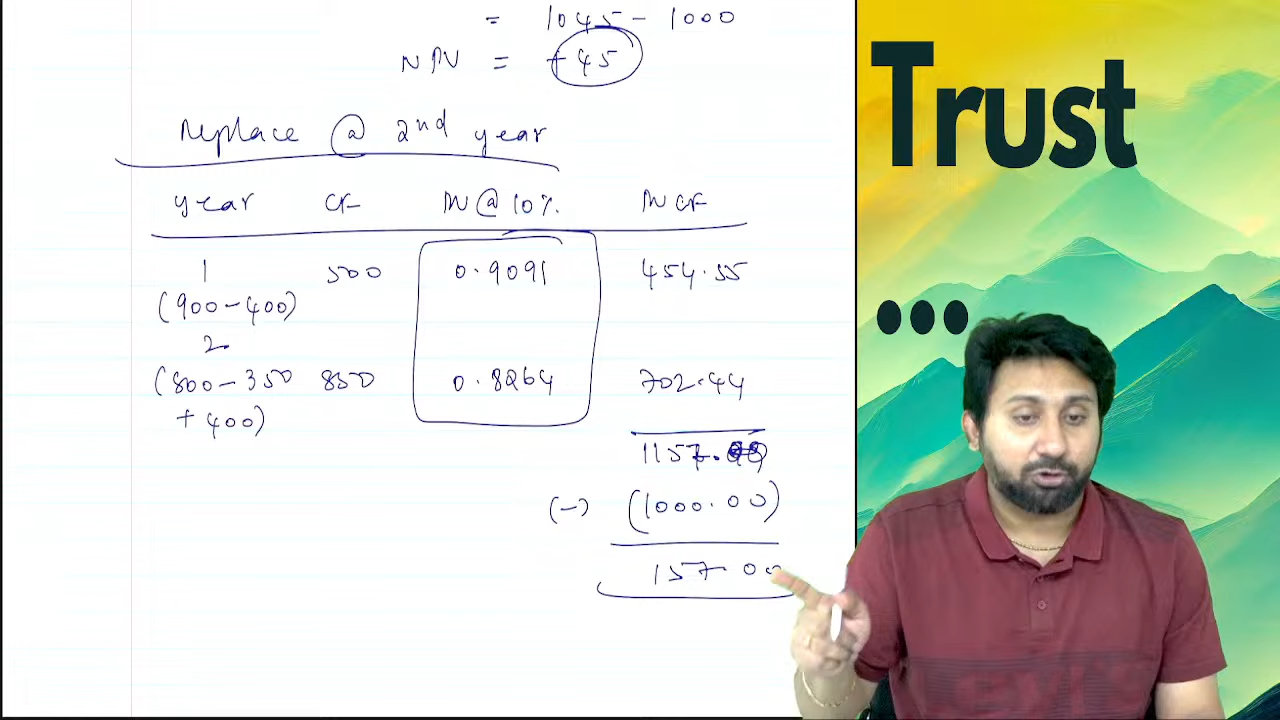 = 1045 - 1000
NPV = +45
Replace @ 2nd year
year CF PV @ 10%. PVCF
1 500 0.9091 454.55
(900-400)
2
(800-350 850 0.8264 702.44
+ 400)
1157.00
(-) (1000.00)
157.00
Trust
...